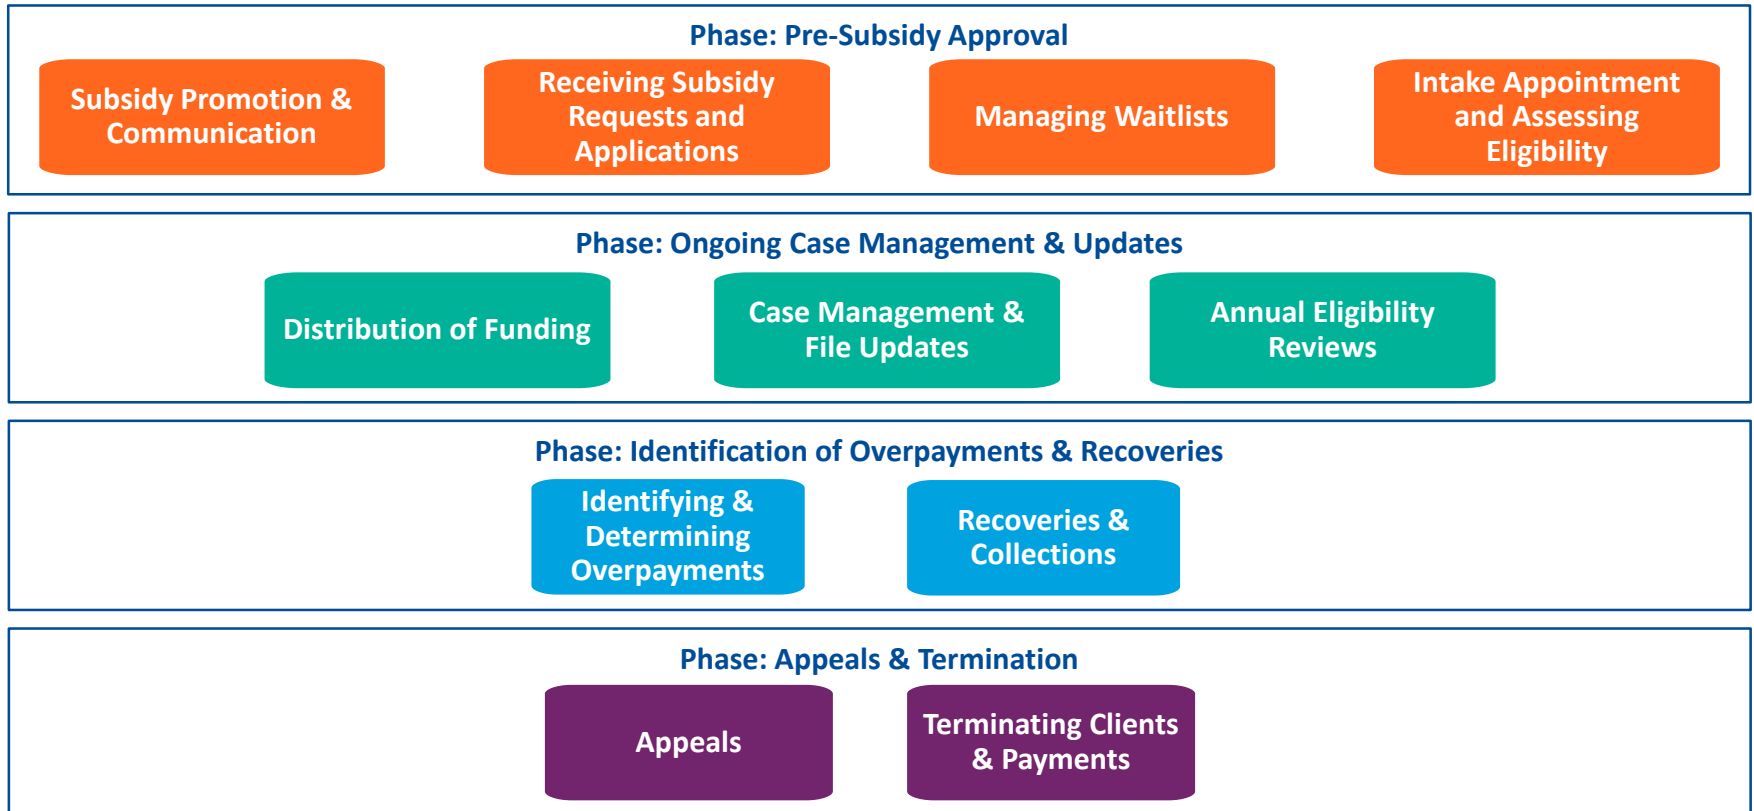 Phase: Pre-Subsidy Approval
Subsidy Promotion &
Communication
Receiving Subsidy
Requests and
Applications
Managing Waitlists
Intake Appointment
and Assessing
Eligibility
Phase: Ongoing Case Management & Updates
Distribution of Funding
Case Management &
File Updates
Annual Eligibility
Reviews
Phase: Identification of Overpayments & Recoveries
Identifying &
Determining
Overpayments
Recoveries &
Collections
Phase: Appeals & Termination
Appeals
Terminating Clients
& Payments